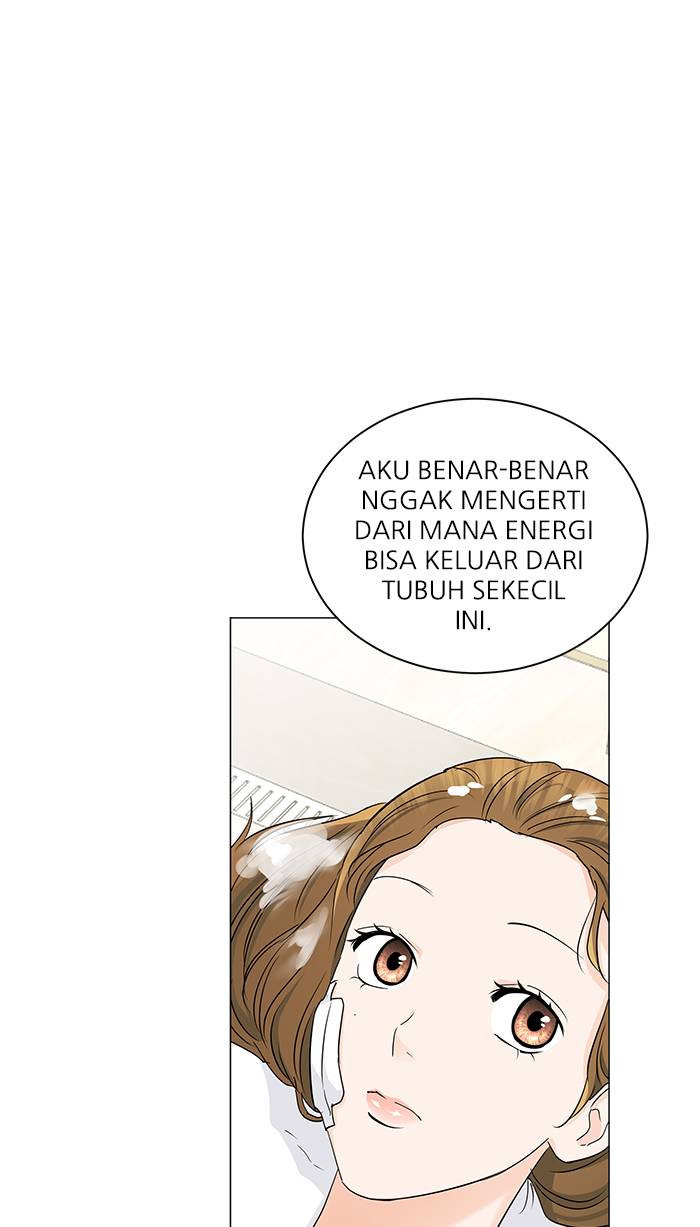 AKU BENAR-BENAR
NGGAK MENGERTI
DARI MANA ENERGI
BISA KELUAR DARI
TUBUH SEKECIL
INI.